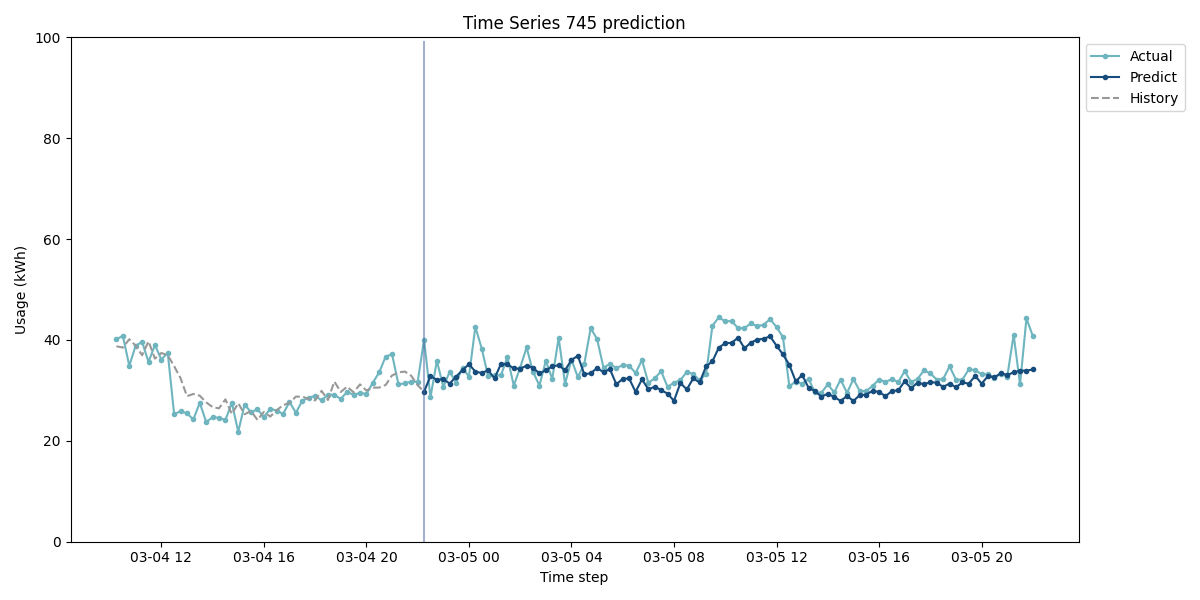 Time Series 745 prediction
Usage (kWh)
100
80
60
40
20
0
03-04 12
03-04 16
03-04 20
03-05 00
03-05 04
03-05 08
03-05 12
03-05 16
03-05 20
Time step
Actual
Predict
History